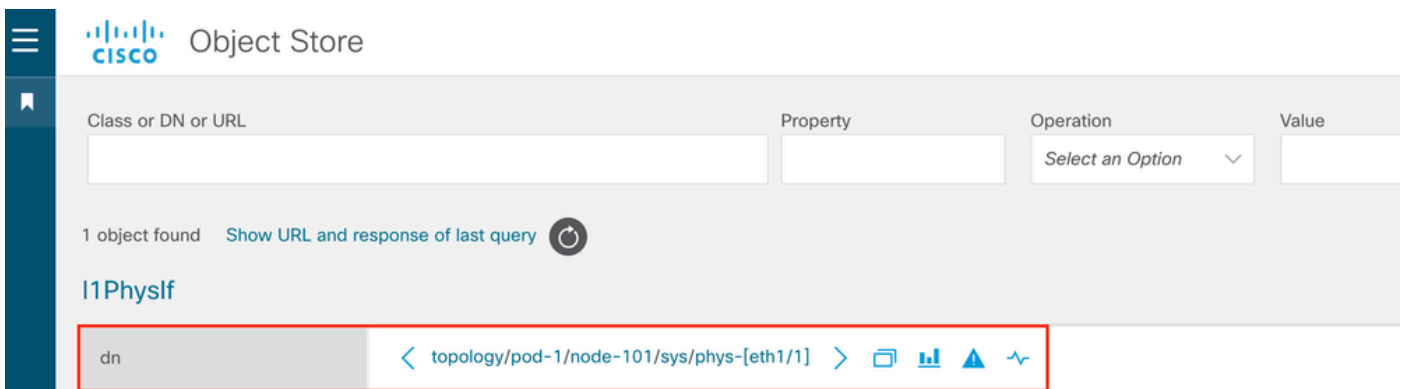 CISCO Object Store
Class or DN or URL Property Operation Value
Select an Option
1 object found Show URL and response of last query
l1PhysIf
dn topology/pod-1/node-101/sys/phys-[eth1/1]